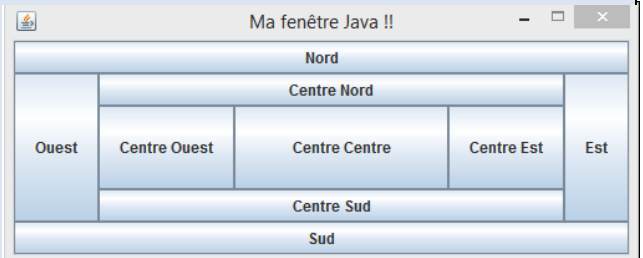 Ma fenêtre Java !!
Nord
Centre Nord
Ouest
Centre Ouest
Centre Centre
Centre Est
Est
Centre Sud
Sud